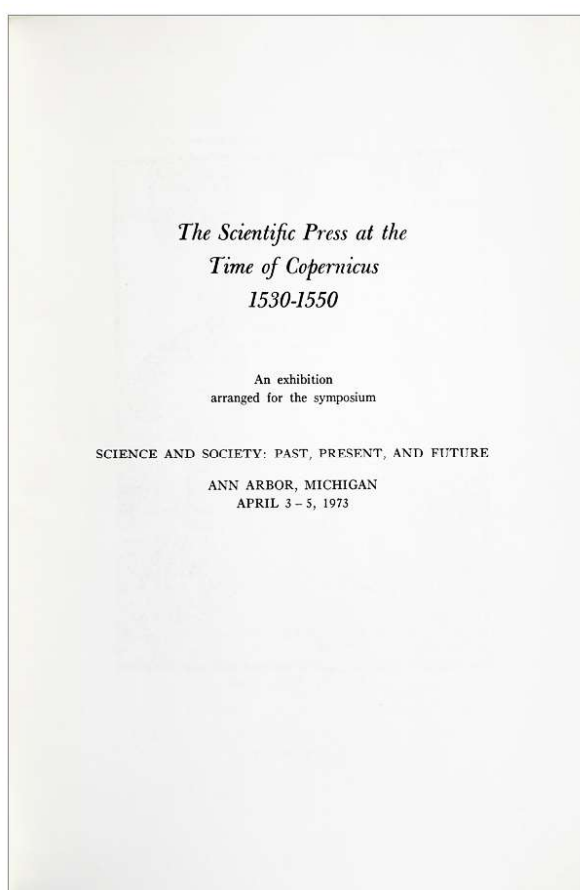 The Scientific Press at the
Time of Copernicus
1530-1550
An exhibition
arranged for the symposium
SCIENCE AND SOCIETY: PAST, PRESENT, AND FUTURE
ANN ARBOR, MICHIGAN
APRIL 3 – 5, 1973